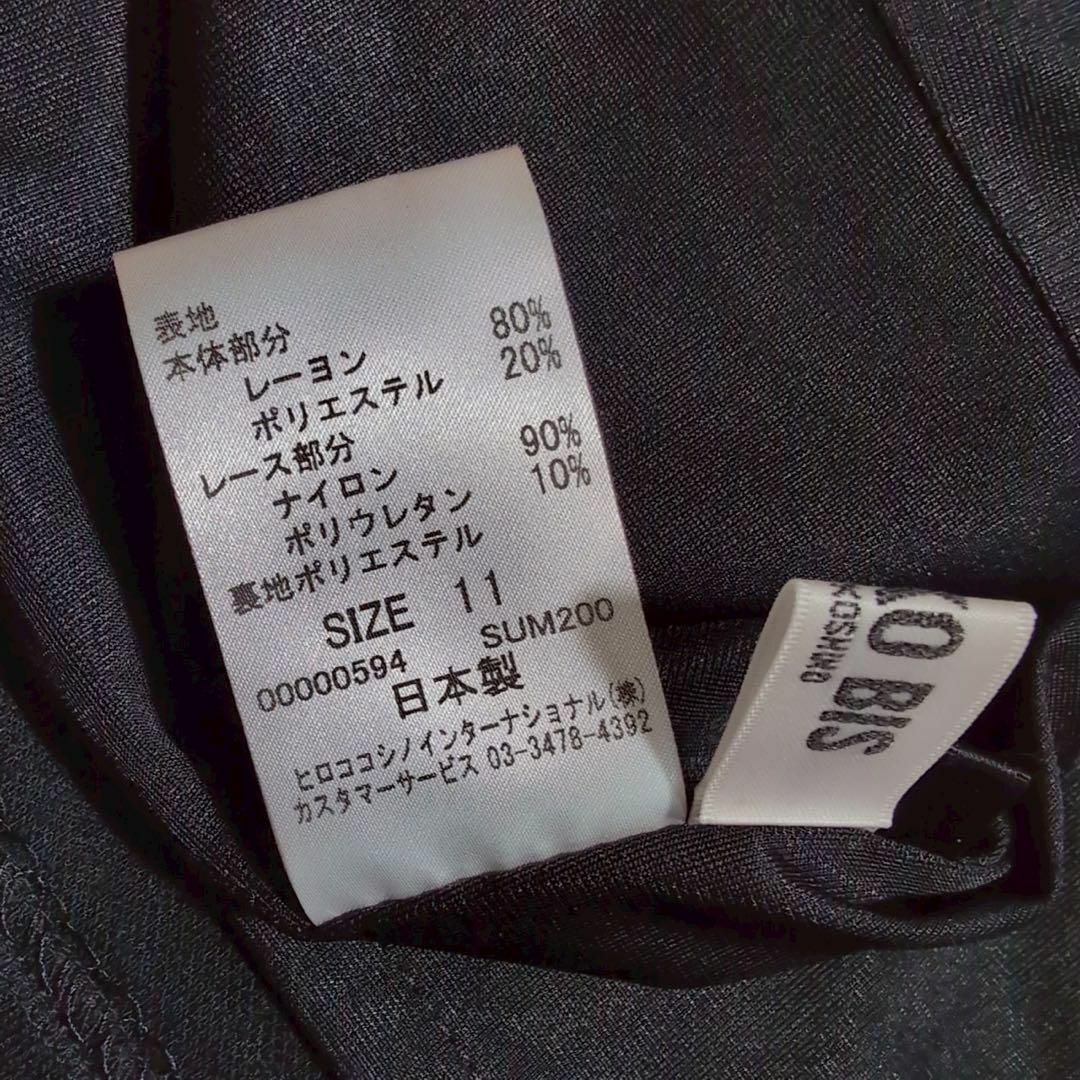 表地
本体部分
レーヨン 80%
ポリエステル 20%
レース部分
ナイロン 90%
ポリウレタン 10%
裏地ポリエステル
SIZE 11
00000594 SUM200
日本製
ヒロココシノインターナショナル(株)
カスタマーサービス 03-3478-4392
KO BIS
KOSHINO